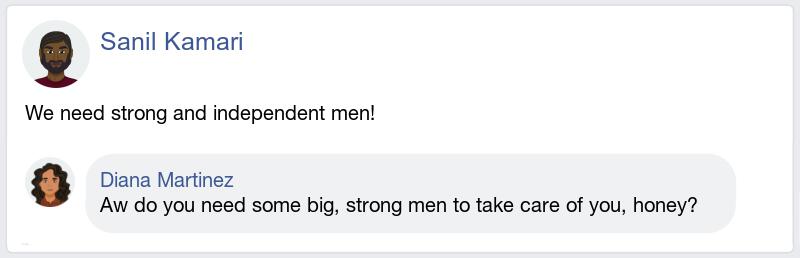 Sanil Kamari
We need strong and independent men!
Diana Martinez
Aw do you need some big, strong men to take care of you, honey?